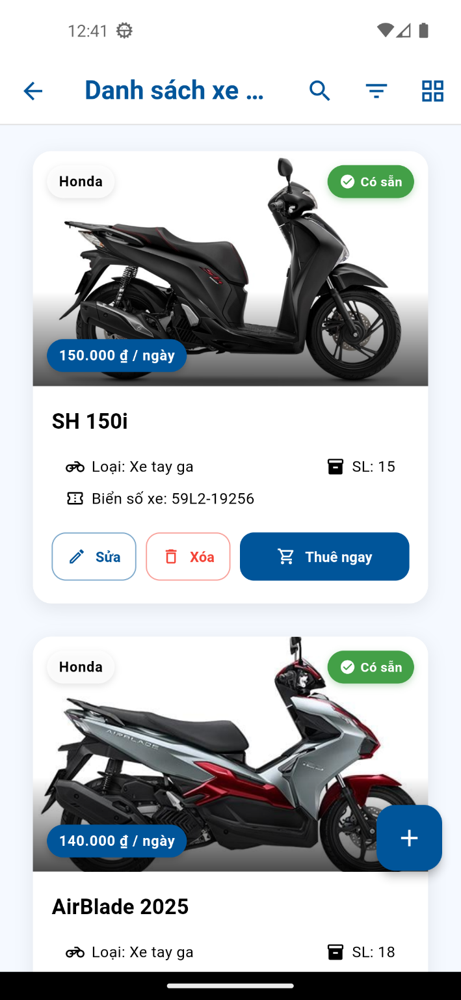 12:41
Danh sách xe ...
Honda
Có sẵn
150.000 ₫ / ngày
SH 150i
Loại: Xe tay ga
SL: 15
Biển số xe: 59L2-19256
Sửa
Xóa
Thuê ngay
Honda
Có sẵn
AIRBLADE
140.000 ₫ / ngày
+
AirBlade 2025
Loại: Xe tay ga
SL: 18